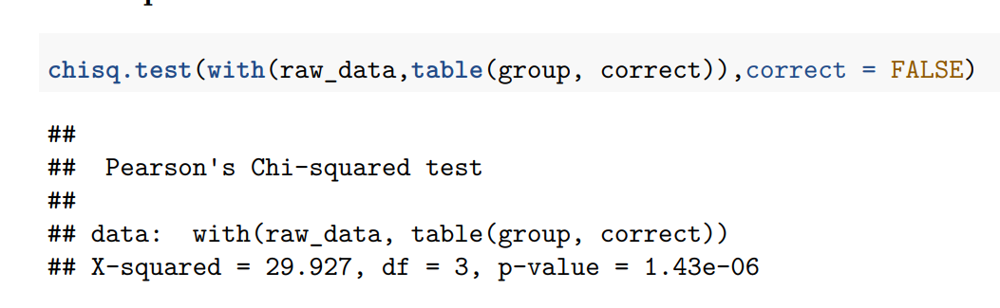 chisq.test(with(raw_data,table(group, correct)),correct = FALSE)
##
##  Pearson's Chi-squared test
##
## data:  with(raw_data, table(group, correct))
## X-squared = 29.927, df = 3, p-value = 1.43e-06